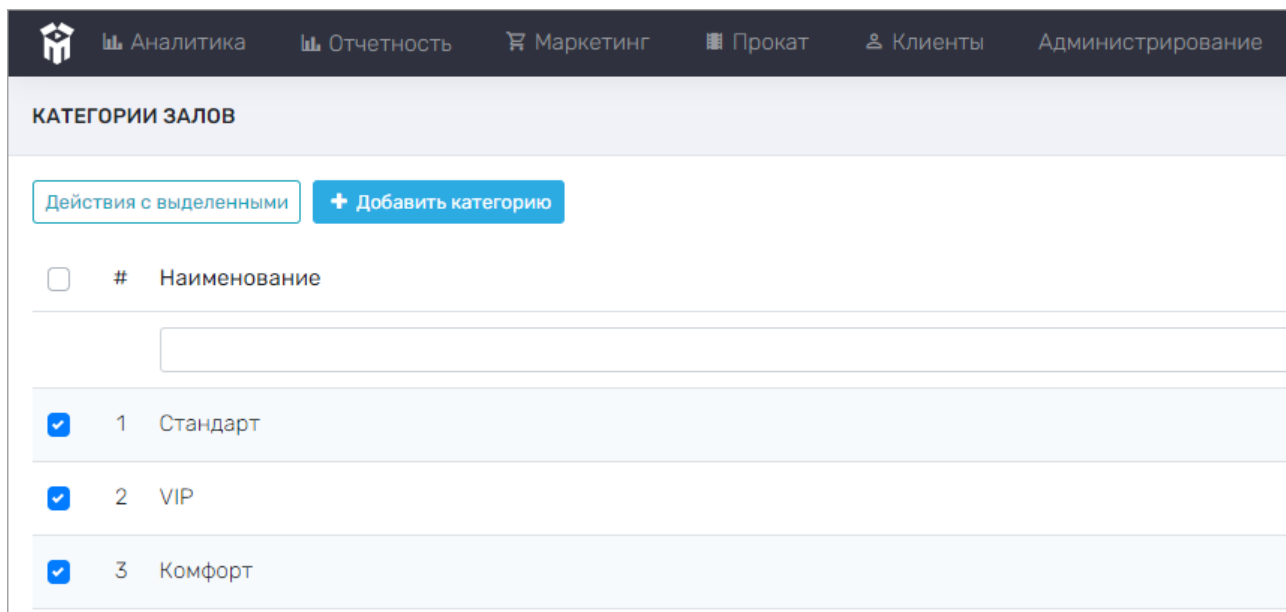 Аналитика Отчетность Маркетинг Прокат Клиенты Администрирование
КАТЕГОРИИ ЗАЛОВ
Действия с выделенными + Добавить категорию
# Наименование
1 Стандарт
2 VIP
3 Комфорт